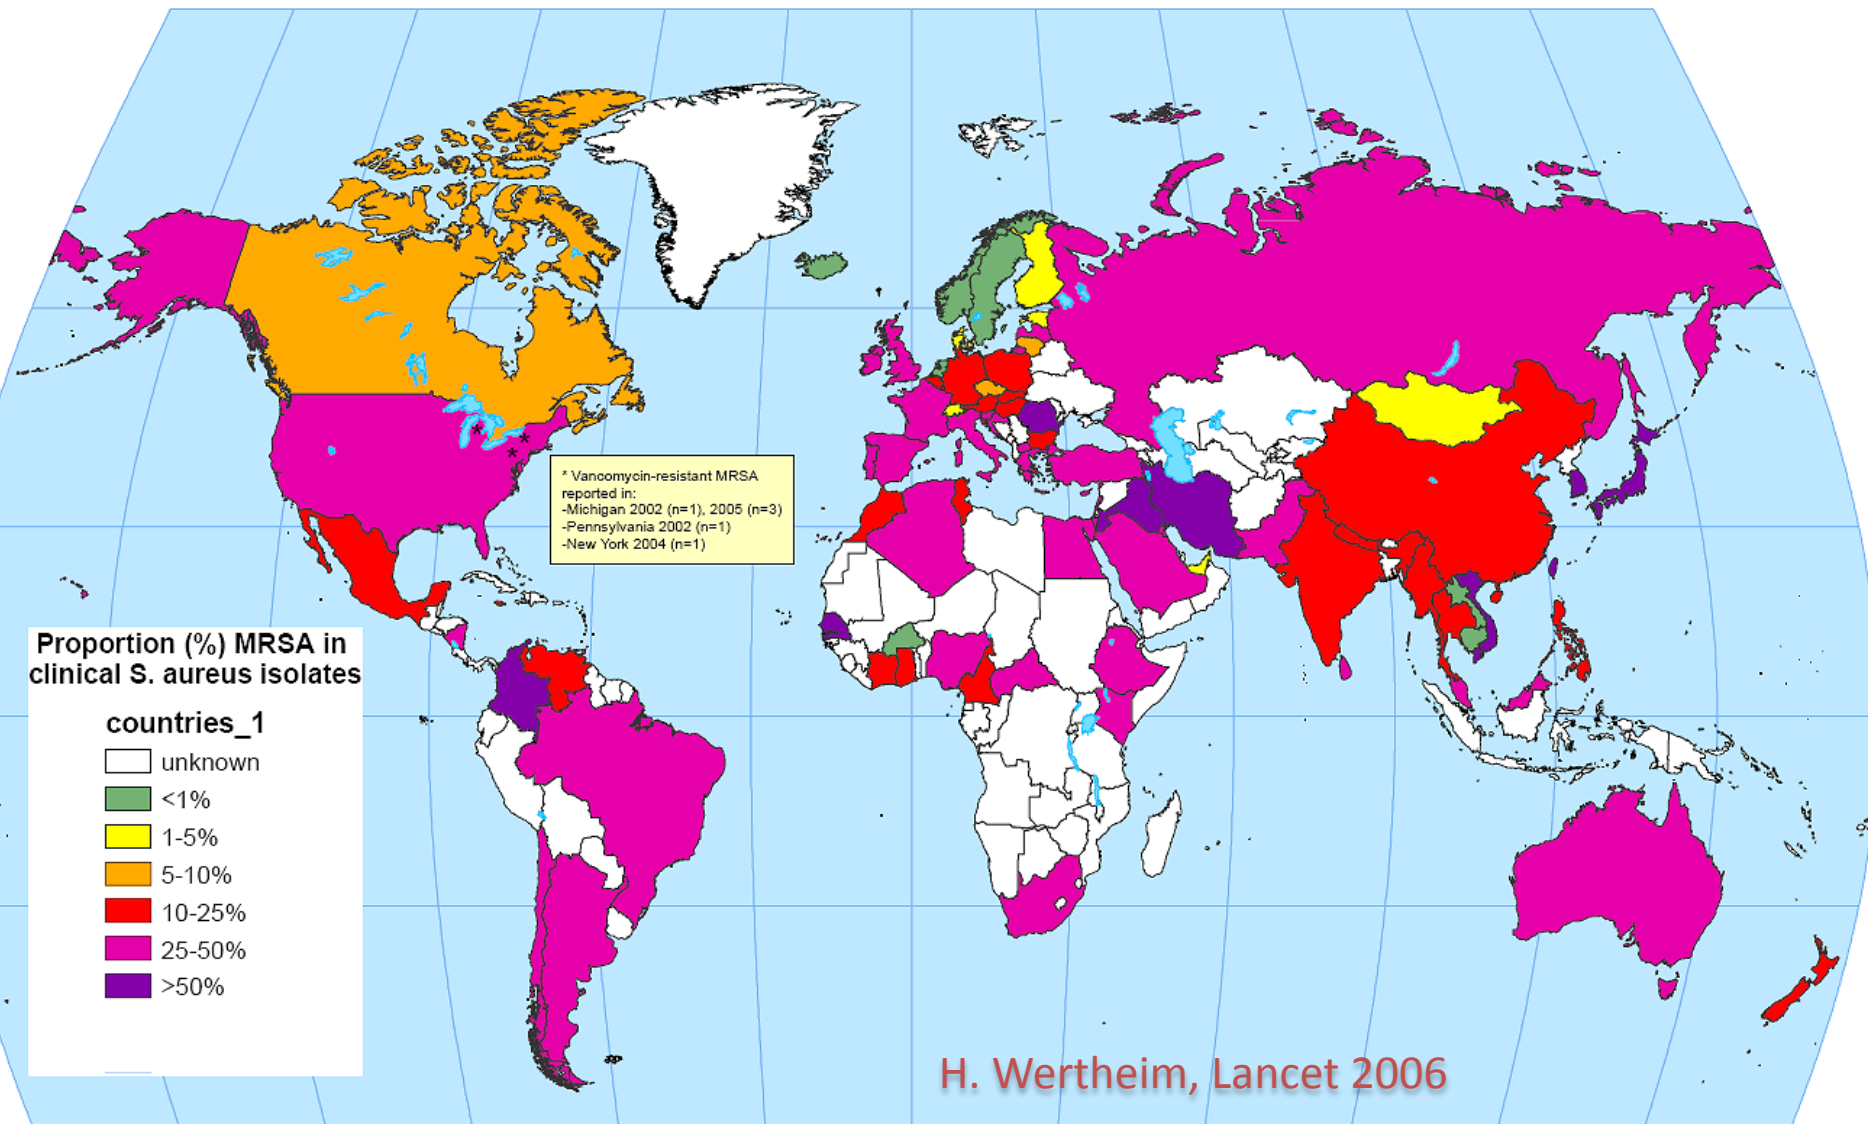 * Vancomycin-resistant MRSA
reported in:
-Michigan 2002 (n=1), 2005 (n=3)
-Pennsylvania 2002 (n=1)
-New York 2004 (n=1)
Proportion (%) MRSA in
clinical S. aureus isolates
countries_1
unknown
<1%
1-5%
5-10%
10-25%
25-50%
>50%
H. Wertheim, Lancet 2006